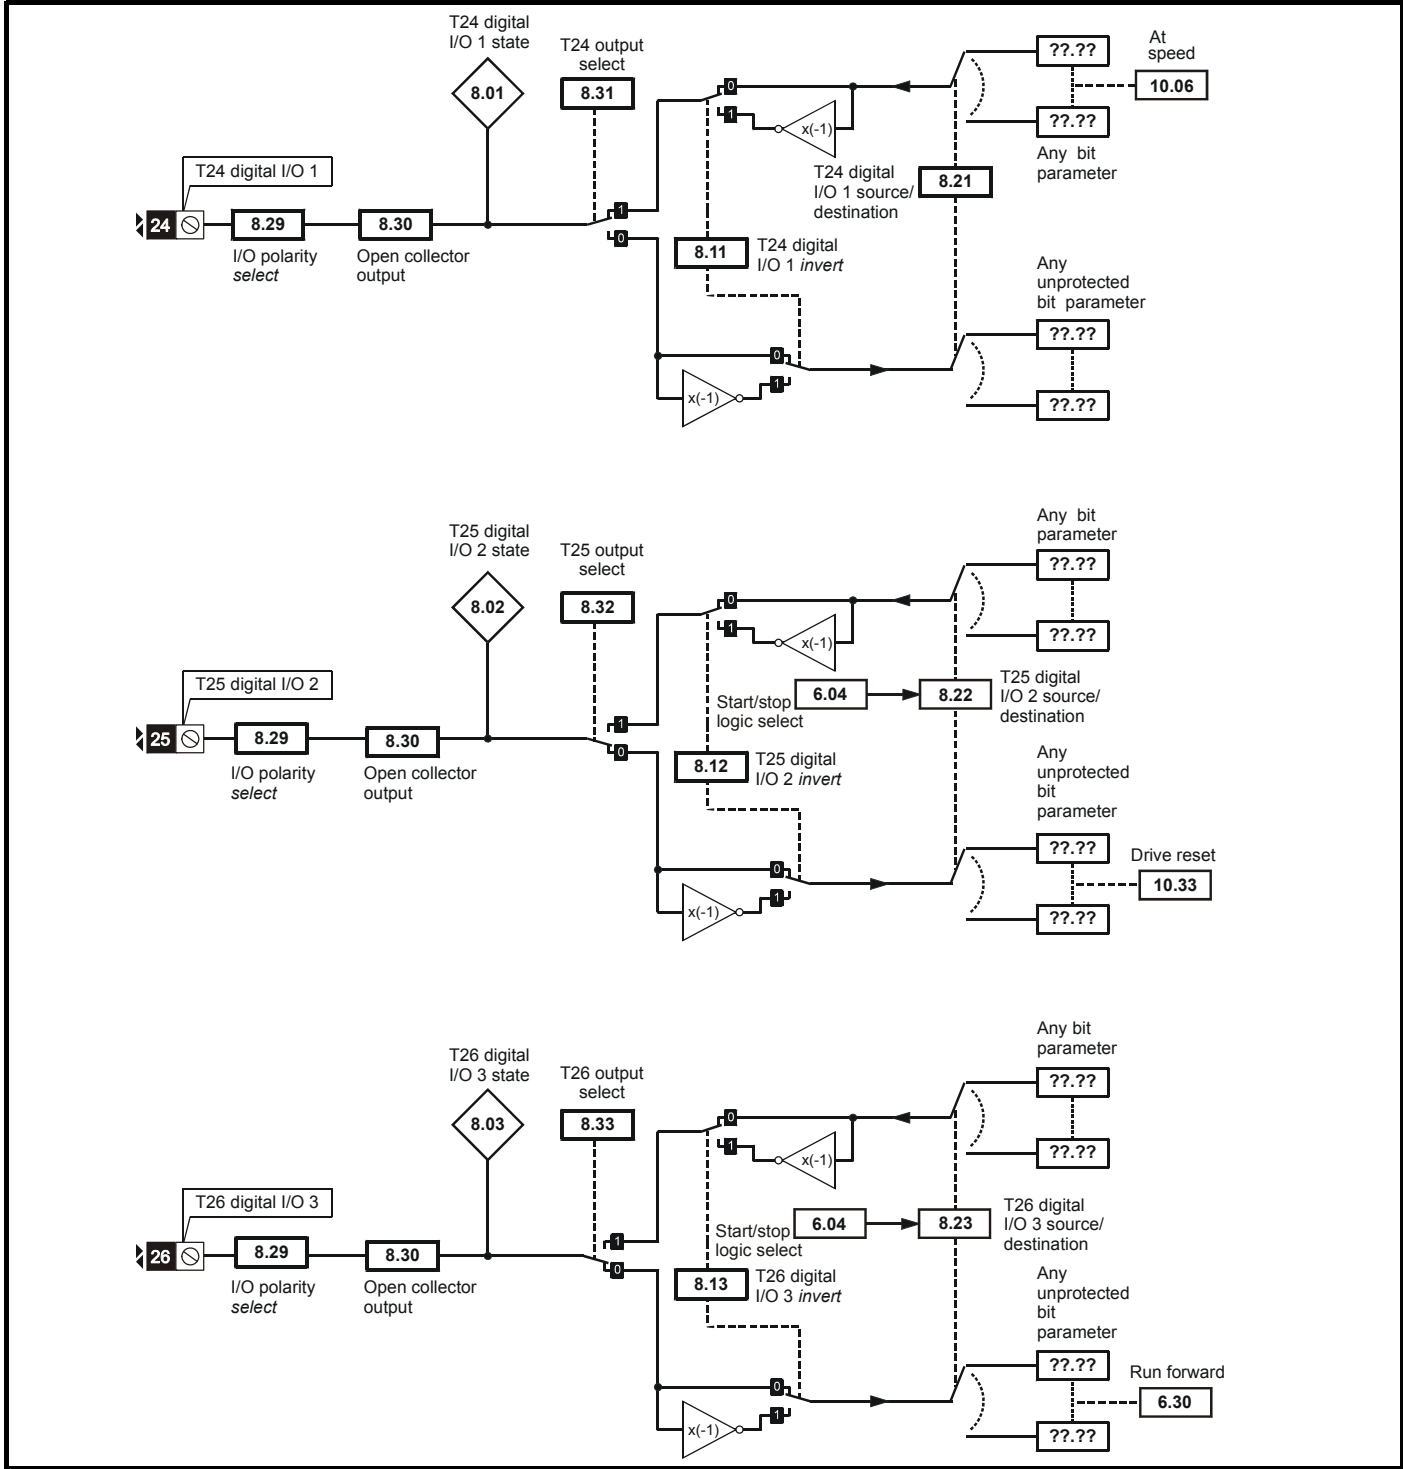 T24 digital
I/O 1 state
T24 output
select
8.01
8.31
0
1
x(-1)
??.??
??.??
At
speed
10.06
Any bit
parameter
T24 digital I/O 1
24
8.29
8.30
I/O polarity
select
Open collector
output
1
0
T24 digital
I/O 1 source/
destination
8.21
8.11
T24 digital
I/O 1 invert
Any
unprotected
bit parameter
0
1
x(-1)
??.??
??.??
T25 digital
I/O 2 state
T25 output
select
8.02
8.32
0
1
x(-1)
Any bit
parameter
??.??
??.??
T25 digital I/O 2
25
8.29
8.30
I/O polarity
select
Open collector
output
1
0
Start/stop
logic select
6.04
8.22
T25 digital
I/O 2 source/
destination
8.12
T25 digital
I/O 2 invert
Any
unprotected
bit
parameter
0
1
x(-1)
??.??
??.??
Drive reset
10.33
T26 digital
I/O 3 state
T26 output
select
8.03
8.33
0
1
x(-1)
Any bit
parameter
??.??
??.??
T26 digital I/O 3
26
8.29
8.30
I/O polarity
select
Open collector
output
1
0
Start/stop
logic select
6.04
8.23
T26 digital
I/O 3 source/
destination
8.13
T26 digital
I/O 3 invert
Any
unprotected
bit
parameter
0
1
x(-1)
??.??
??.??
Run forward
6.30